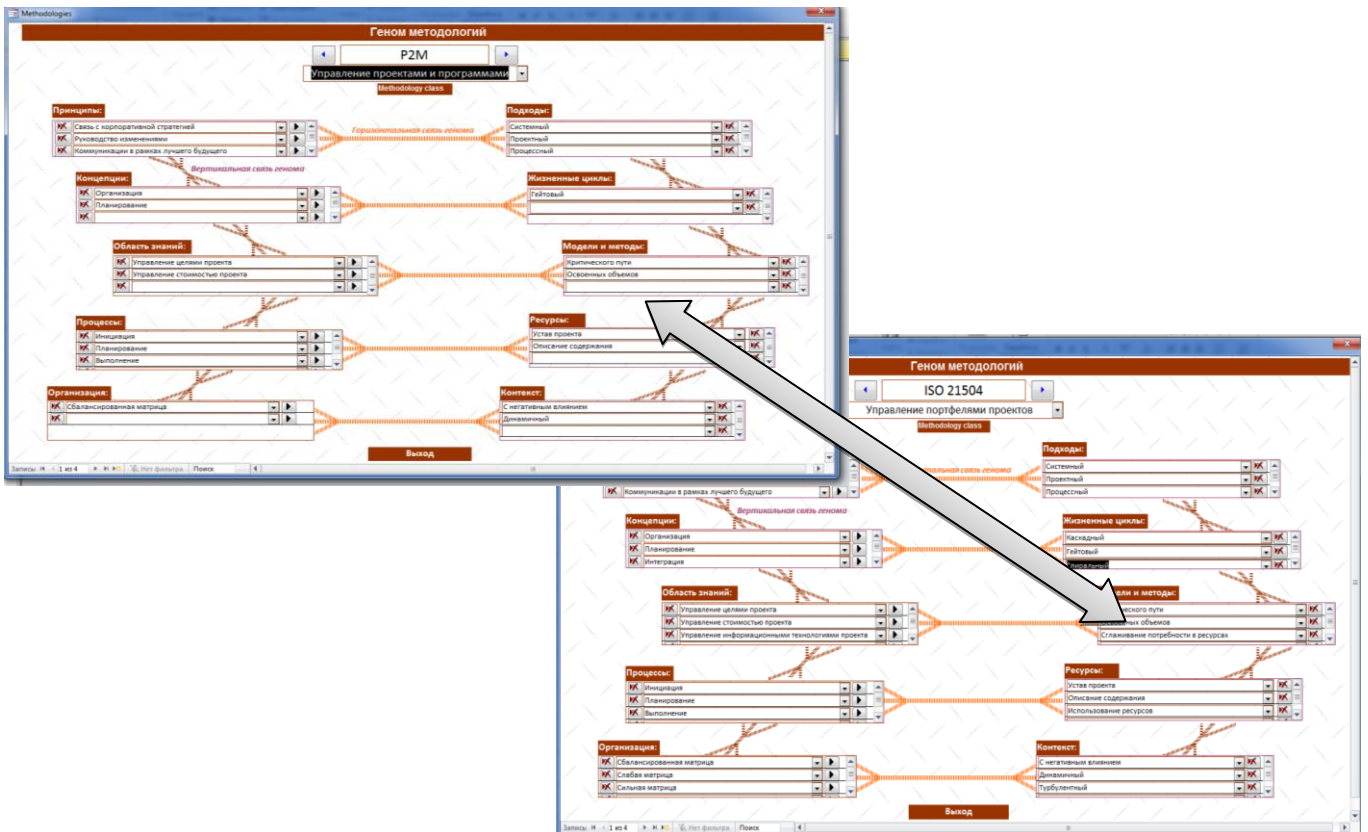 Methodologies
Геном методологий
P2M
Управление проектами и программами
Methodology class
Принципы:
Связь с корпоративной стратегией
Руководство изменениями
Коммуникации в рамках лучшего будущего
Горизонтальная связь генома
Подходы:
Системный
Проектный
Процессный
Вертикальная связь генома
Концепции:
Организация
Планирование
Жизненные циклы:
Гейтовый
Область знаний:
Управление целями проекта
Управление стоимостью проекта
Модели и методы:
Критического пути
Освоенных объемов
Процессы:
Инициация
Планирование
Выполнение
Ресурсы:
Устав проекта
Описание содержания
Организация:
Сбалансированная матрица
Контекст:
С негативным влиянием
Динамичный
Выход
Записи: 1 из 4 Нет фильтра Поиск
Геном методологий
ISO 21504
Управление портфелями проектов
Methodology class
Коммуникации в рамках лучшего будущего
связь генома
Подходы:
Системный
Проектный
Процессный
Вертикальная связь генома
Концепции:
Организация
Планирование
Интеграция
Жизненные циклы:
Каскадный
Гейтовый
Область знаний:
Управление целями проекта
Управление стоимостью проекта
Управление информационными технологиями проекта
и методы:
пути
объемов
Сглаживание потребности в ресурсах
Процессы:
Инициация
Планирование
Выполнение
Ресурсы:
Устав проекта
Описание содержания
Использование ресурсов
Организация:
Сбалансированная матрица
Слабая матрица
Сильная матрица
Контекст:
С негативным влиянием
Динамичный
Турбулентный
Выход
Записи: 1 из 4 Нет фильтра Поиск